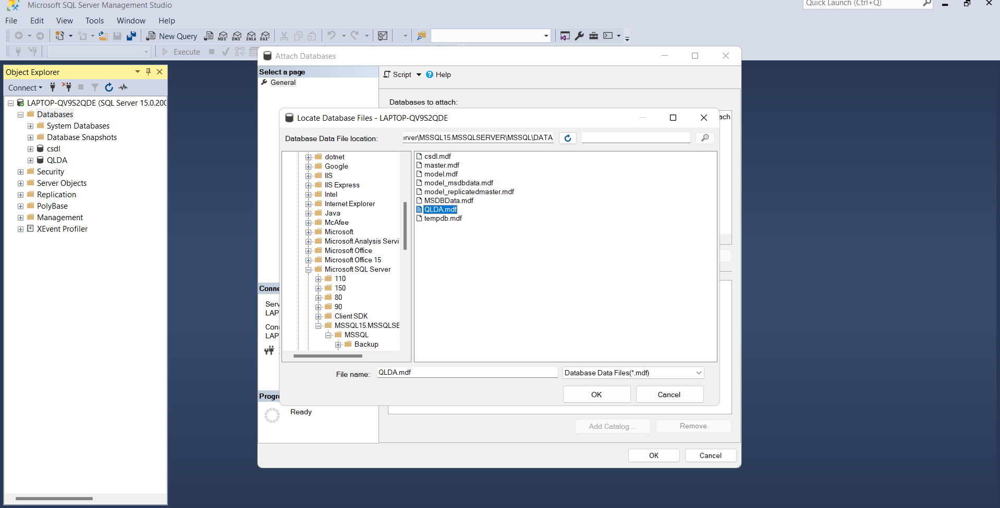 Microsoft SQL Server Management Studio
Quick Launch (Ctrl+Q)
File Edit View Tools Window Help
New Query
MDX DMX XMLA DAX
Execute
Object Explorer
Connect
LAPTOP-QV9S2QDE (SQL Server 15.0.200
Databases
System Databases
Database Snapshots
csdl
QLDA
Security
Server Objects
Replication
PolyBase
Management
XEvent Profiler
Attach Databases
Select a page
General
Script Help
Databases to attach:
ach
Locate Database Files - LAPTOP-QV9S2QDE
Database Data File location:
erver\MSSQL15.MSSQLSERVER\MSSQL\DATA
dotnet
Google
IIS
IIS Express
Intel
Internet Explorer
Java
McAfee
Microsoft
Microsoft Analysis Servi
Microsoft Office
Microsoft Office 15
Microsoft SQL Server
110
150
80
90
Client SDK
MSSQL15.MSSQLSE
MSSQL
Backup
csdl.mdf
master.mdf
model.mdf
model_msdbdata.mdf
model_replicatedmaster.mdf
MSDBData.mdf
QLDA.mdf
tempdb.mdf
File name: QLDA.mdf
Database Data Files(*.mdf)
OK Cancel
Conne
Serv
LAP
Conn
LAP
Progre
Ready
Add Catalog... Remove
OK Cancel